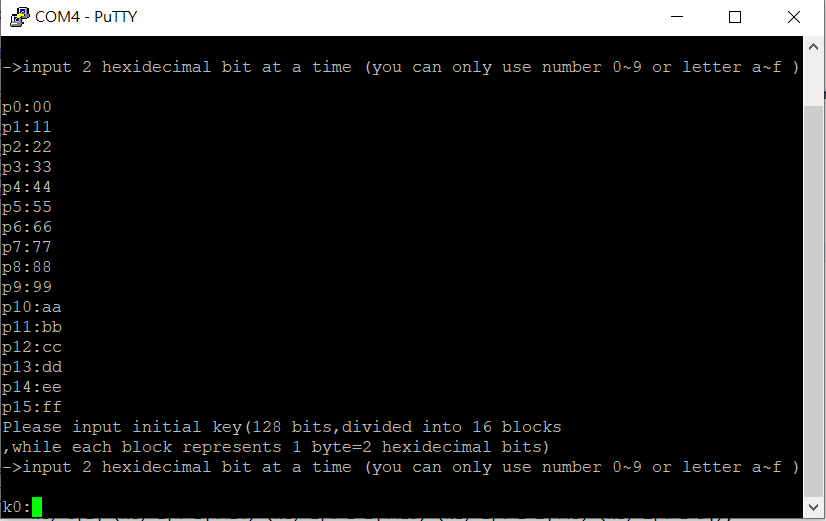 COM4 - PuTTY
->input 2 hexidecimal bit at a time (you can only use number 0~9 or letter a~f )
p0:00
p1:11
p2:22
p3:33
p4:44
p5:55
p6:66
p7:77
p8:88
p9:99
p10:aa
p11:bb
p12:cc
p13:dd
p14:ee
p15:ff
Please input initial key(128 bits,divided into 16 blocks
,while each block represents 1 byte=2 hexidecimal bits)
->input 2 hexidecimal bit at a time (you can only use number 0~9 or letter a~f )
k0: